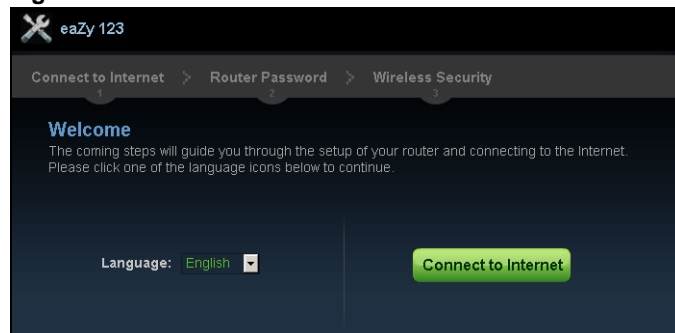 eaZy 123
Connect to Internet > Router Password > Wireless Security
1 2 3
Welcome
The coming steps will guide you through the setup of your router and connecting to the Internet.
Please click one of the language icons below to continue.
Language: English
Connect to Internet